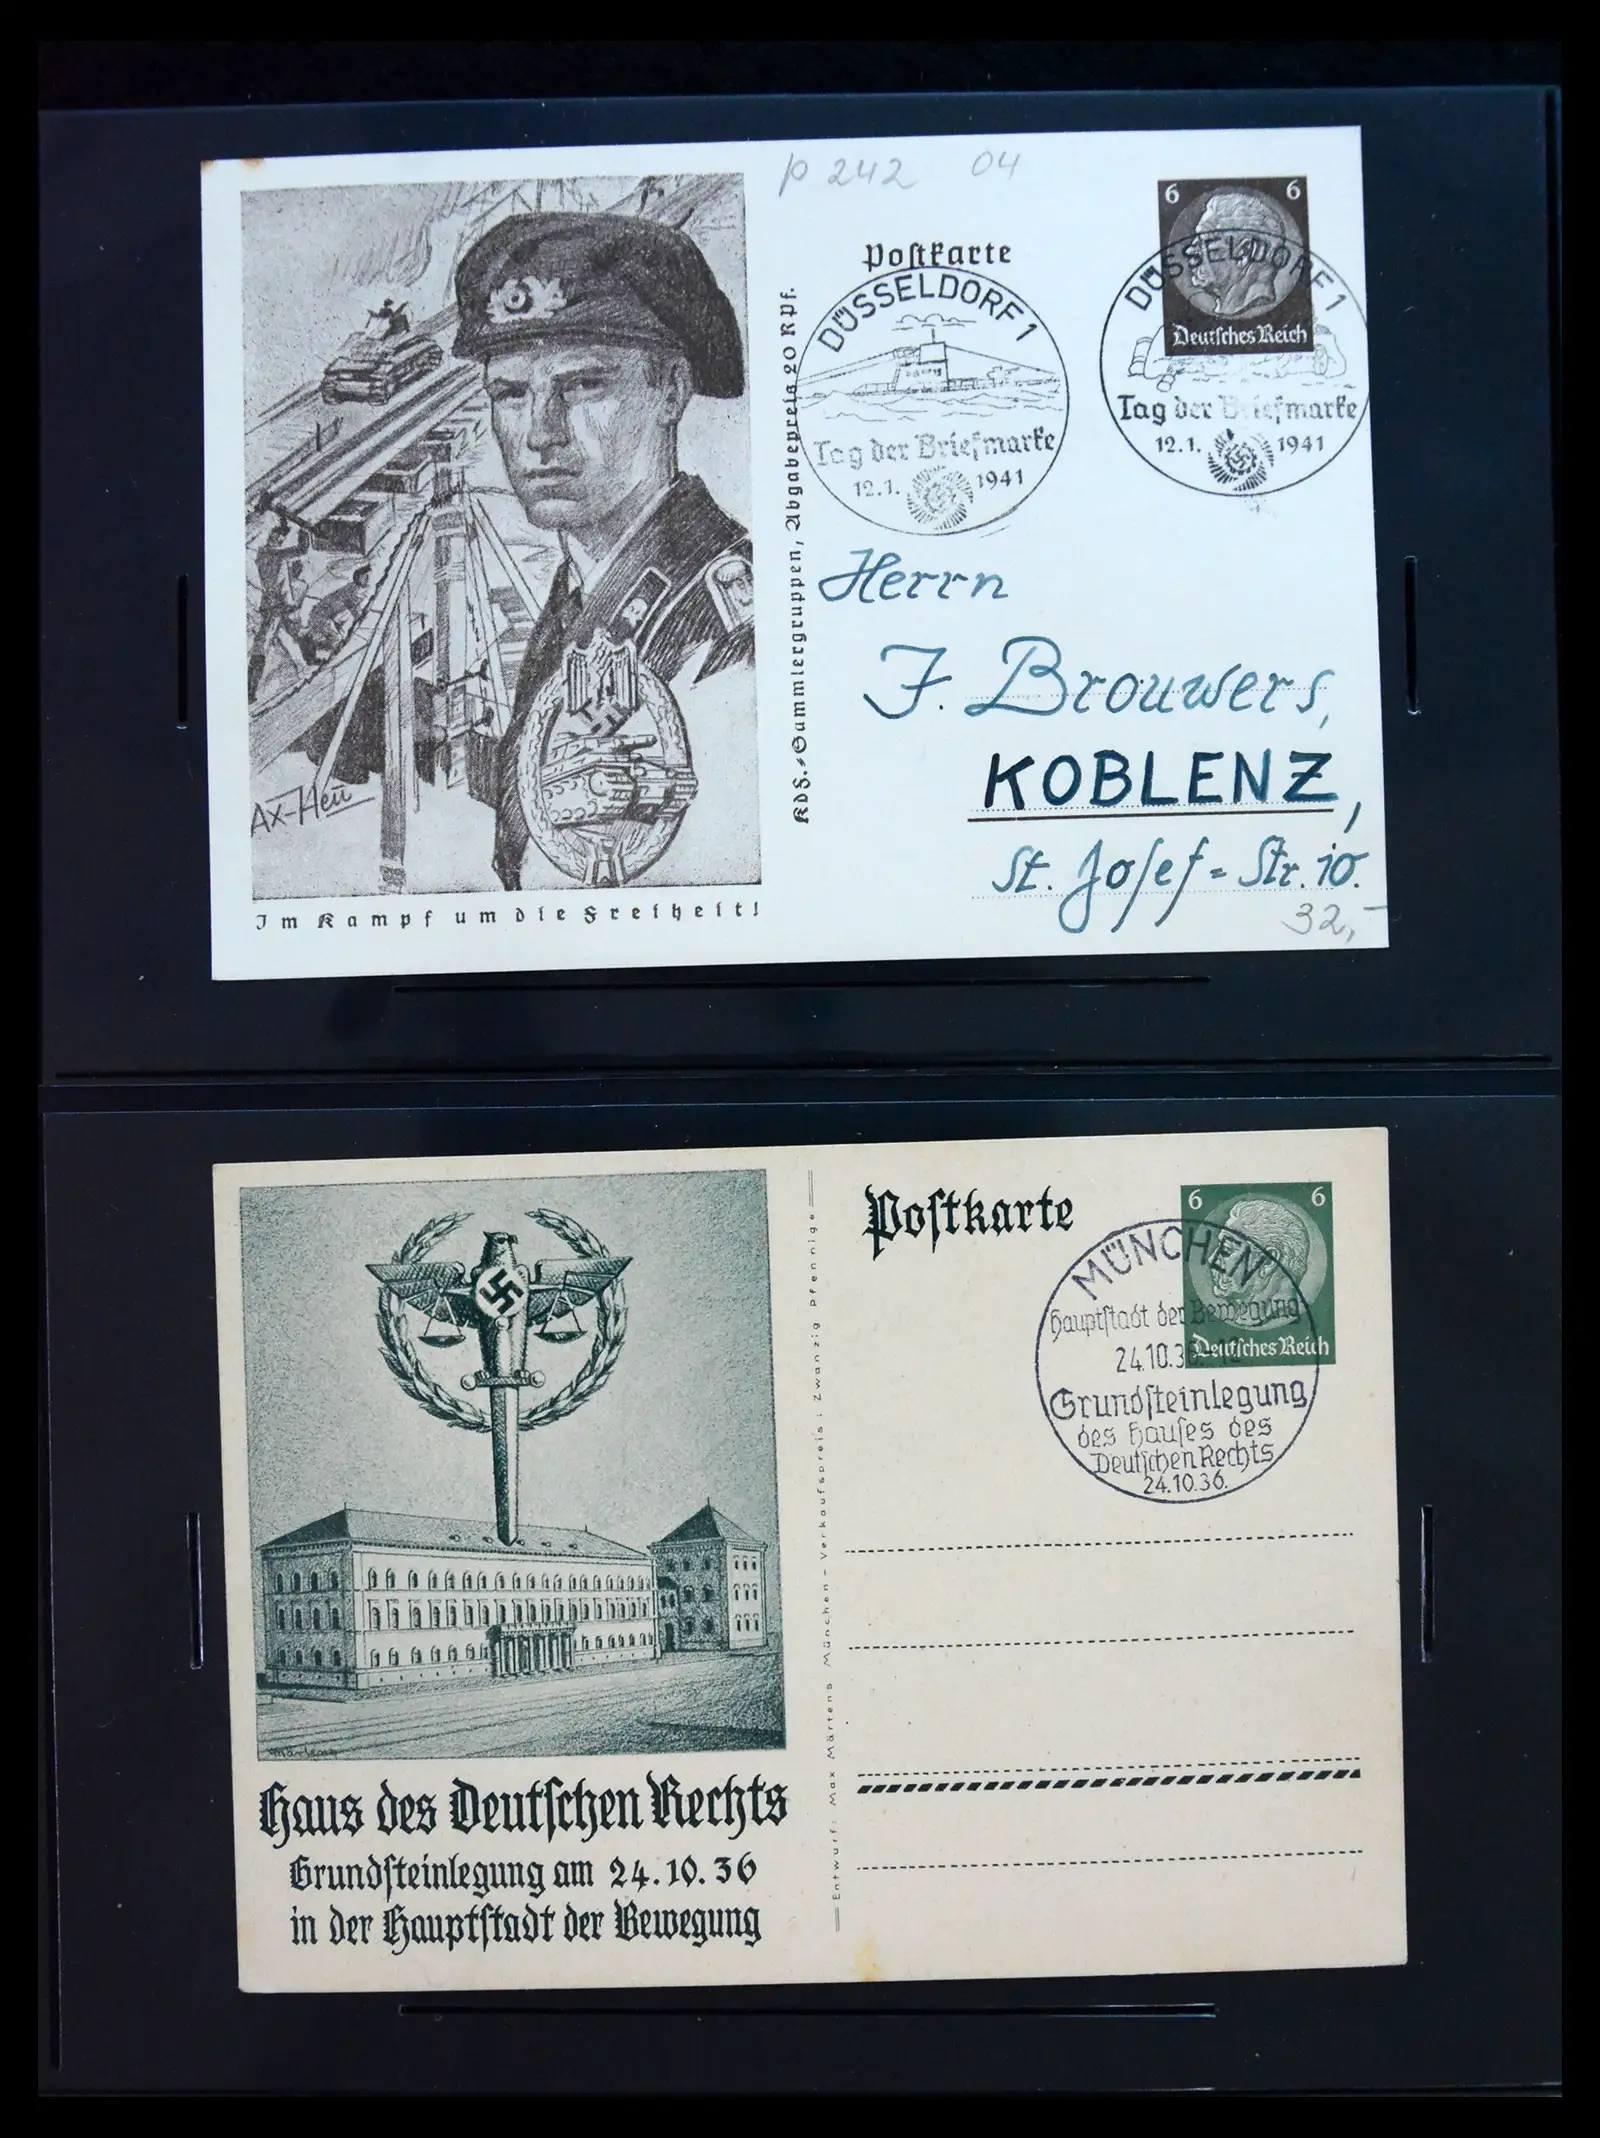 p 242 04
6 6
Deutsches Reich
Postkarte
DÜSSELDORF 1
Tag der Briefmarke
12.1. 1941
DÜSSELDORF 1
Tag der Briefmarke
12.1. 1941
KdF.-Sammlergruppen, Abgabepreis 20 Rpf.
Herrn
J. Brouwers,
KOBLENZ,
St. Josef-Str. 10.
32,-
Ax-Heu
Im Kampf um die Freiheit!
Postkarte
6 6
Deutsches Reich
MÜNCHEN
Hauptstadt der Bewegung
24.10.36
Grundsteinlegung
des Hauses des
Deutschen Rechts
24.10.36.
Entwurf: Max Märtens München - Verkaufspreis: Zwanzig Pfennige
Märtens
Haus des Deutschen Rechts
Grundsteinlegung am 24.10.36
in der Hauptstadt der Bewegung